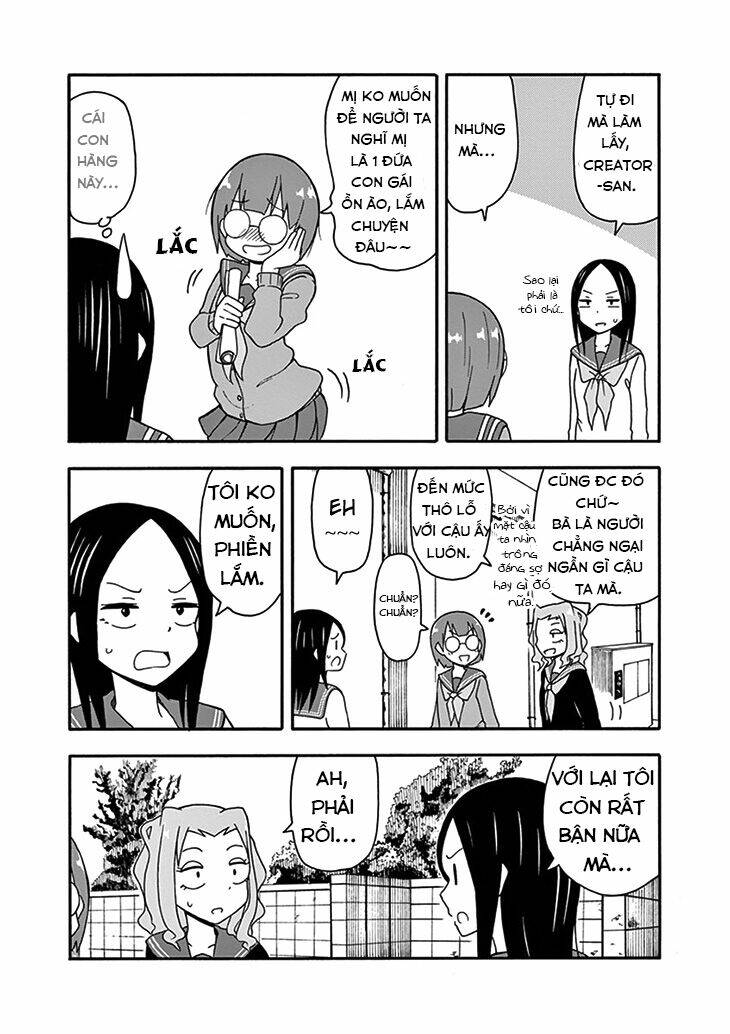 TỰ ĐI
MÀ LÀM
LẤY,
CREATOR
-SAN.
NHƯNG
MÀ...
Sao lại
phải là
tôi chứ...
MỊ KO MUỐN
ĐỂ NGƯỜI TA
NGHĨ MỊ
LÀ 1 ĐỨA
CON GÁI
ỒN ÀO, LẮM
CHUYỆN
ĐÂU~~
LẮC
LẮC
CÁI
CON
HÀNG
NÀY...
CŨNG ĐC ĐÓ
CHỨ~
BÀ LÀ NGƯỜI
CHẲNG NGẠI
NGẦN GÌ CẬU
TA MÀ.
Bởi vì
mặt cậu
ta nhìn
trông
đáng sợ
hay gì đó
nữa.
ĐẾN MỨC
THÔ LỖ
VỚI CẬU ẤY
LUÔN.
CHUẨN?
CHUẨN?
EH
~~~
TÔI KO
MUỐN,
PHIỀN
LẮM.
VỚI LẠI TÔI
CÒN RẤT
BẬN NỮA
MÀ...
AH,
PHẢI
RỒI...